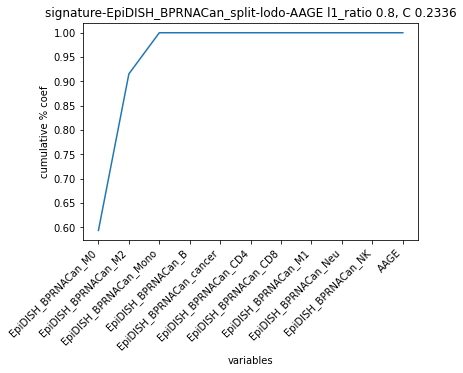 signature-EpiDISH_BPRNACan_split-lodo-AAGE l1_ratio 0.8, C 0.2336
cumulative % coef
1.00
0.95
0.90
0.85
0.80
0.75
0.70
0.65
0.60
EpiDISH_BPRNACan_M0
EpiDISH_BPRNACan_M2
EpiDISH_BPRNACan_Mono
EpiDISH_BPRNACan_B
EpiDISH_BPRNACan_cancer
EpiDISH_BPRNACan_CD4
EpiDISH_BPRNACan_CD8
EpiDISH_BPRNACan_M1
EpiDISH_BPRNACan_Neu
EpiDISH_BPRNACan_NK
AAGE
variables